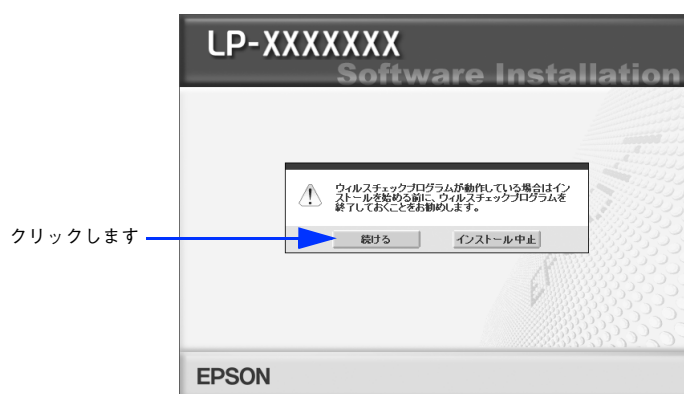 LP-XXXXXXX
Software Installation
ウィルスチェックプログラムが動作している場合はイン
ストールを始める前に、ウィルスチェックプログラムを
終了しておくことをお勧めします。
クリックします
続ける
インストール中止
EPSON